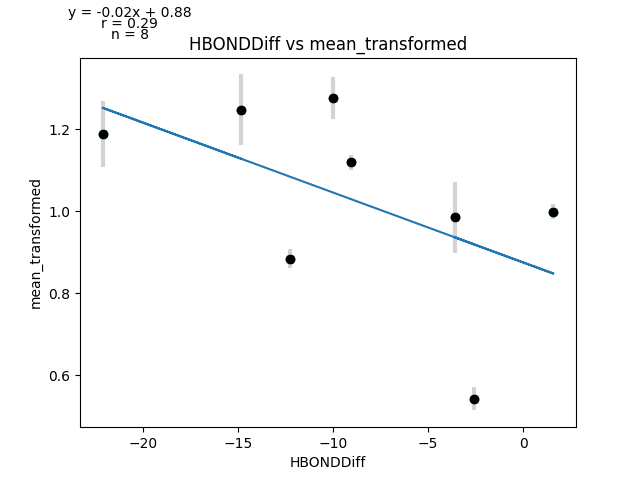 y = -0.02x + 0.88
r = 0.29
n = 8
HBONDDiff vs mean_transformed
mean_transformed
1.2
1.0
0.8
0.6
−20
−15
−10
−5
0
HBONDDiff